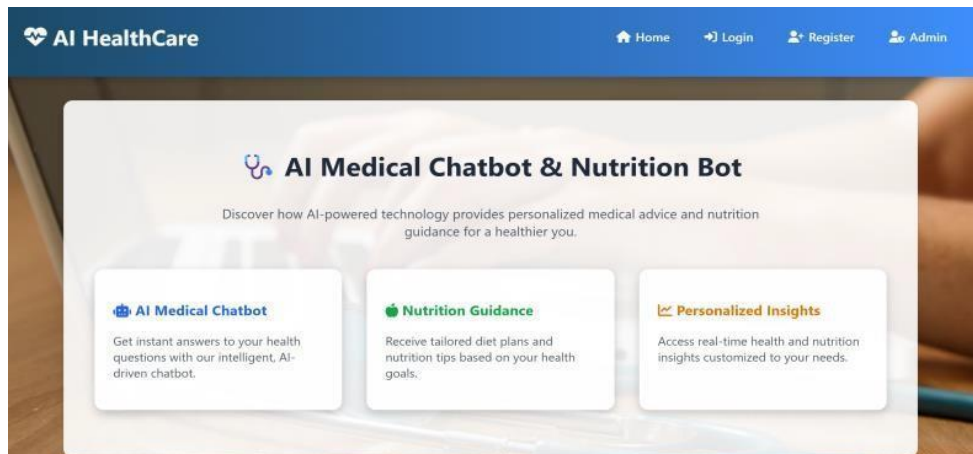 AI HealthCare
Home
Login
Register
Admin
AI Medical Chatbot & Nutrition Bot
Discover how AI-powered technology provides personalized medical advice and nutrition
guidance for a healthier you.
AI Medical Chatbot
Get instant answers to your health
questions with our intelligent, AI-
driven chatbot.
Nutrition Guidance
Receive tailored diet plans and
nutrition tips based on your health
goals.
Personalized Insights
Access real-time health and nutrition
insights customized to your needs.